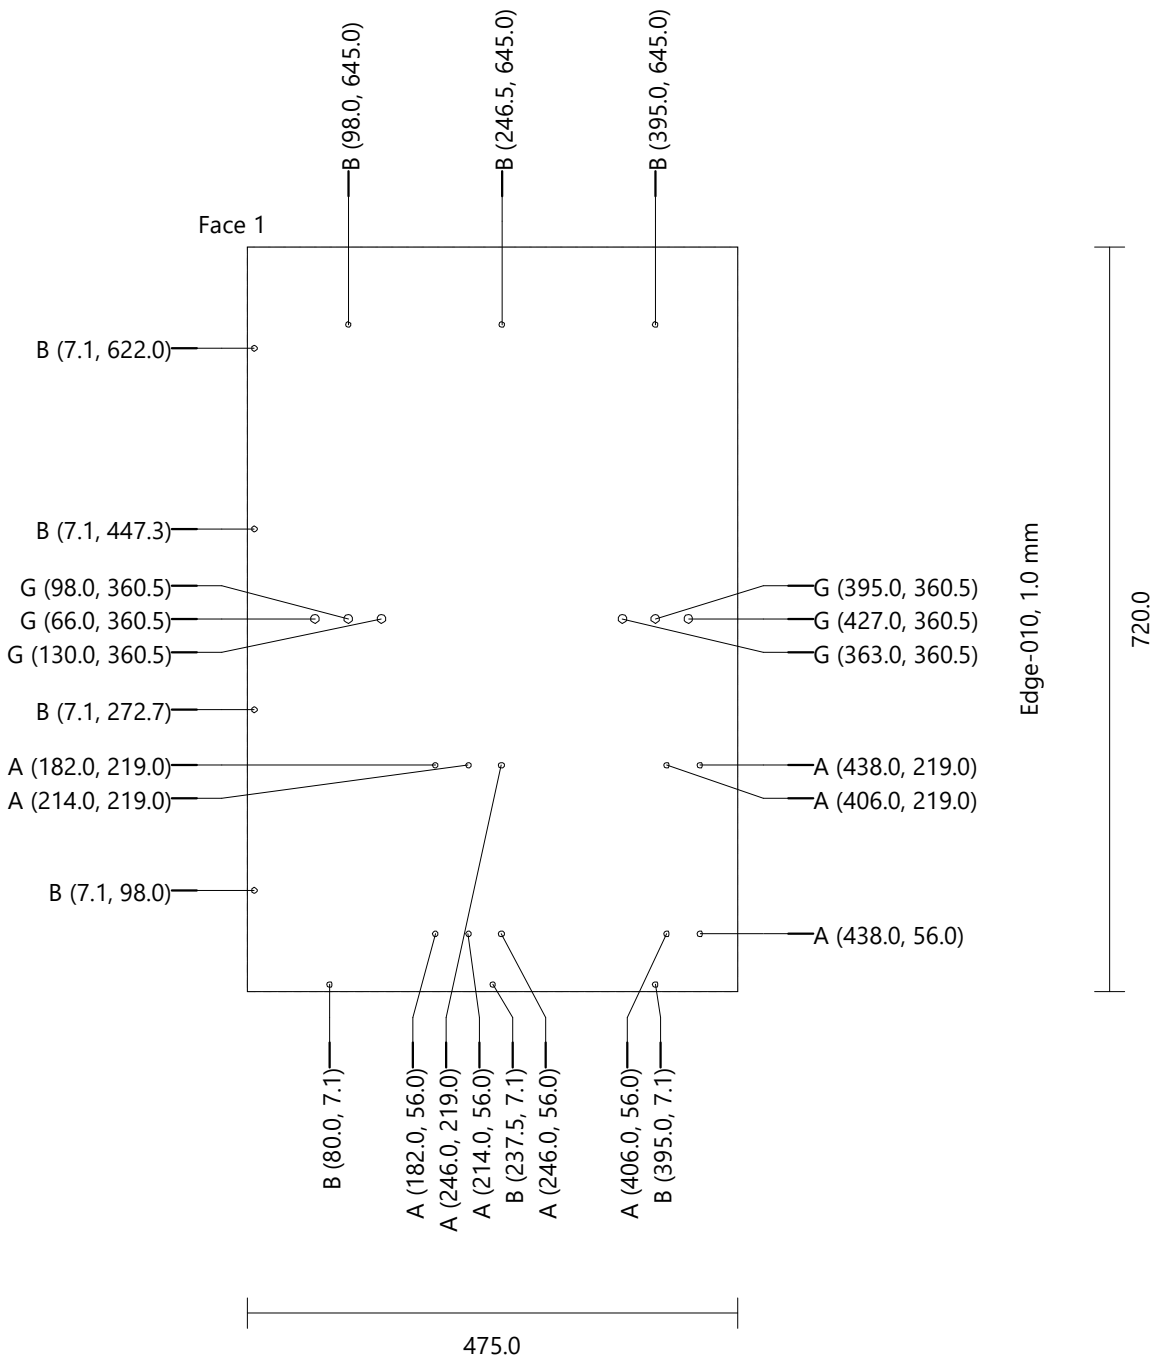 B (98.0, 645.0)
B (246.5, 645.0)
B (395.0, 645.0)
Face 1
B (7.1, 622.0)
B (7.1, 447.3)
G (98.0, 360.5)
G (66.0, 360.5)
G (130.0, 360.5)
B (7.1, 272.7)
A (182.0, 219.0)
A (214.0, 219.0)
B (7.1, 98.0)
G (395.0, 360.5)
G (427.0, 360.5)
G (363.0, 360.5)
A (438.0, 219.0)
A (406.0, 219.0)
A (438.0, 56.0)
Edge-010, 1.0 mm
720.0
B (80.0, 7.1)
A (182.0, 56.0)
A (246.0, 219.0)
A (214.0, 56.0)
B (237.5, 7.1)
A (246.0, 56.0)
A (406.0, 56.0)
B (395.0, 7.1)
475.0